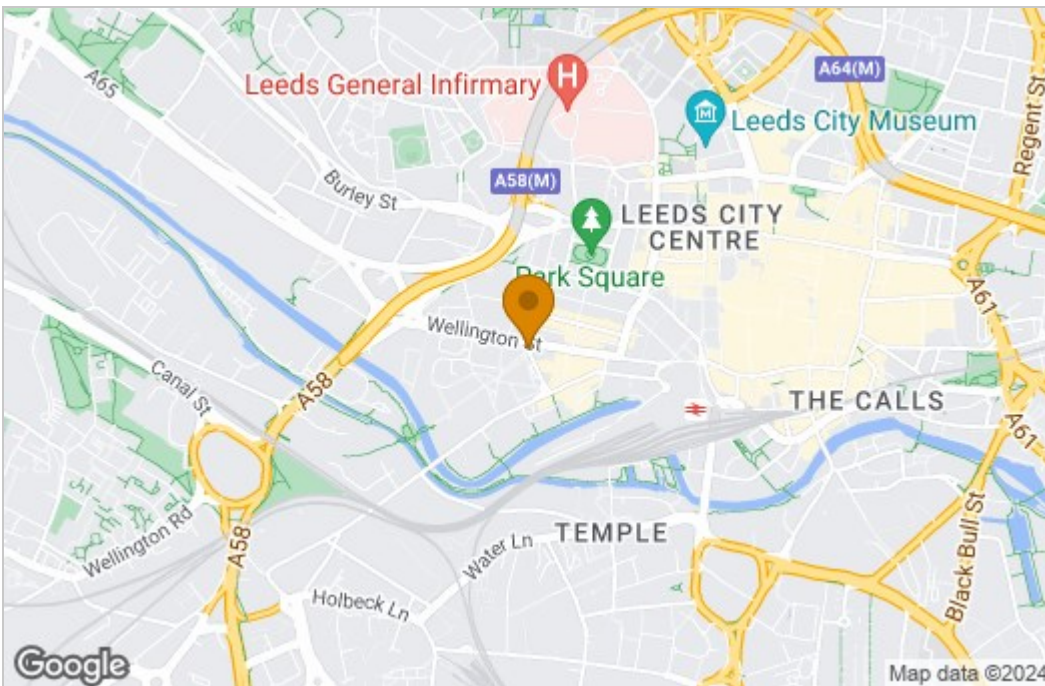 A65
Leeds General Infirmary
H
A64(M)
Regent St
M
Leeds City Museum
Burley St
A58(M)
LEEDS CITY
CENTRE
Park Square
A61
Wellington St
Canal St
A58
THE CALLS
A61
Wellington Rd
A58
TEMPLE
Water Ln
Black Bull St
Holbeck Ln
Google
Map data ©2024